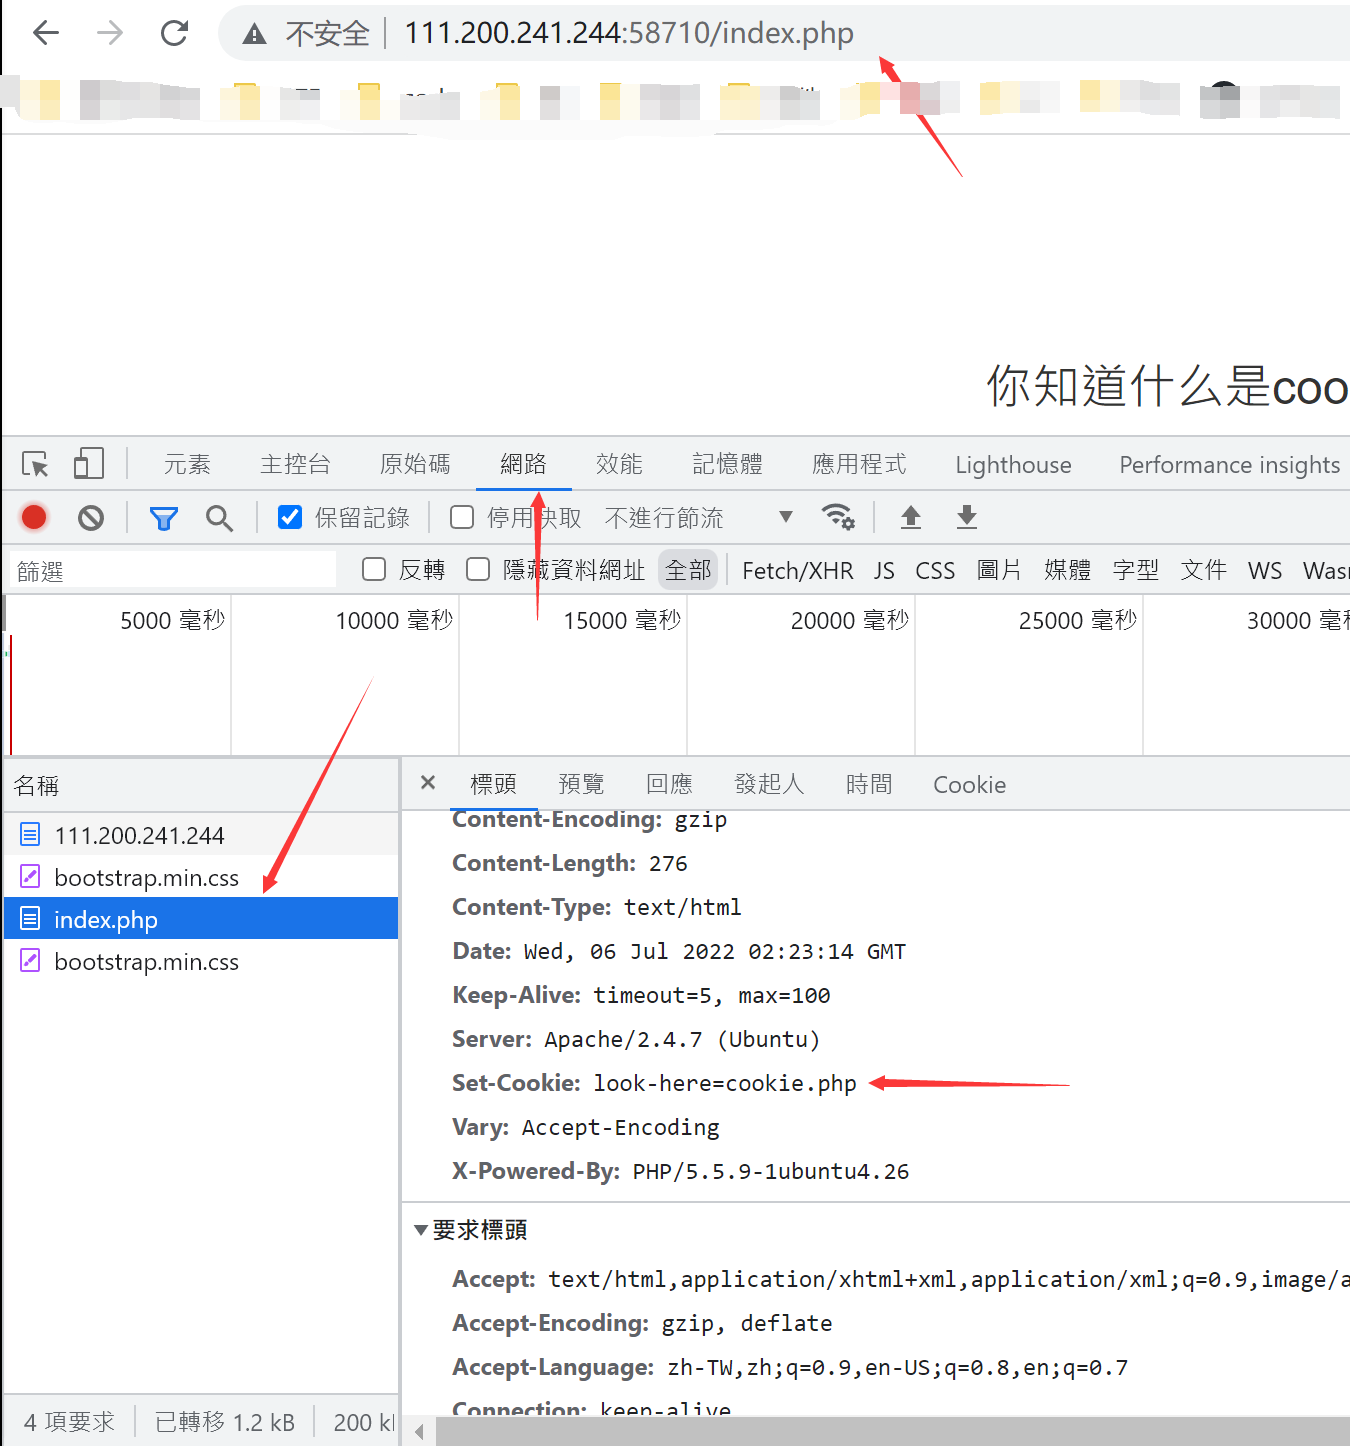 不安全 111.200.241.244:58710/index.php
你知道什么是coo
元素 主控台 原始碼 網路 效能 記憶體 應用程式 Lighthouse Performance insights
保留記錄 停用快取 不進行節流
篩選 反轉 隱藏資料網址 全部 Fetch/XHR JS CSS 圖片 媒體 字型 文件 WS Wasm
5000 毫秒 10000 毫秒 15000 毫秒 20000 毫秒 25000 毫秒 30000 毫秒
名稱
111.200.241.244
bootstrap.min.css
index.php
bootstrap.min.css
4 項要求 已轉移 1.2 kB 200 k
標頭 預覽 回應 發起人 時間 Cookie
Content-Encoding: gzip
Content-Length: 276
Content-Type: text/html
Date: Wed, 06 Jul 2022 02:23:14 GMT
Keep-Alive: timeout=5, max=100
Server: Apache/2.4.7 (Ubuntu)
Set-Cookie: look-here=cookie.php
Vary: Accept-Encoding
X-Powered-By: PHP/5.5.9-1ubuntu4.26
要求標頭
Accept: text/html,application/xhtml+xml,application/xml;q=0.9,image/a
Accept-Encoding: gzip, deflate
Accept-Language: zh-TW,zh;q=0.9,en-US;q=0.8,en;q=0.7
Connection: keep-alive